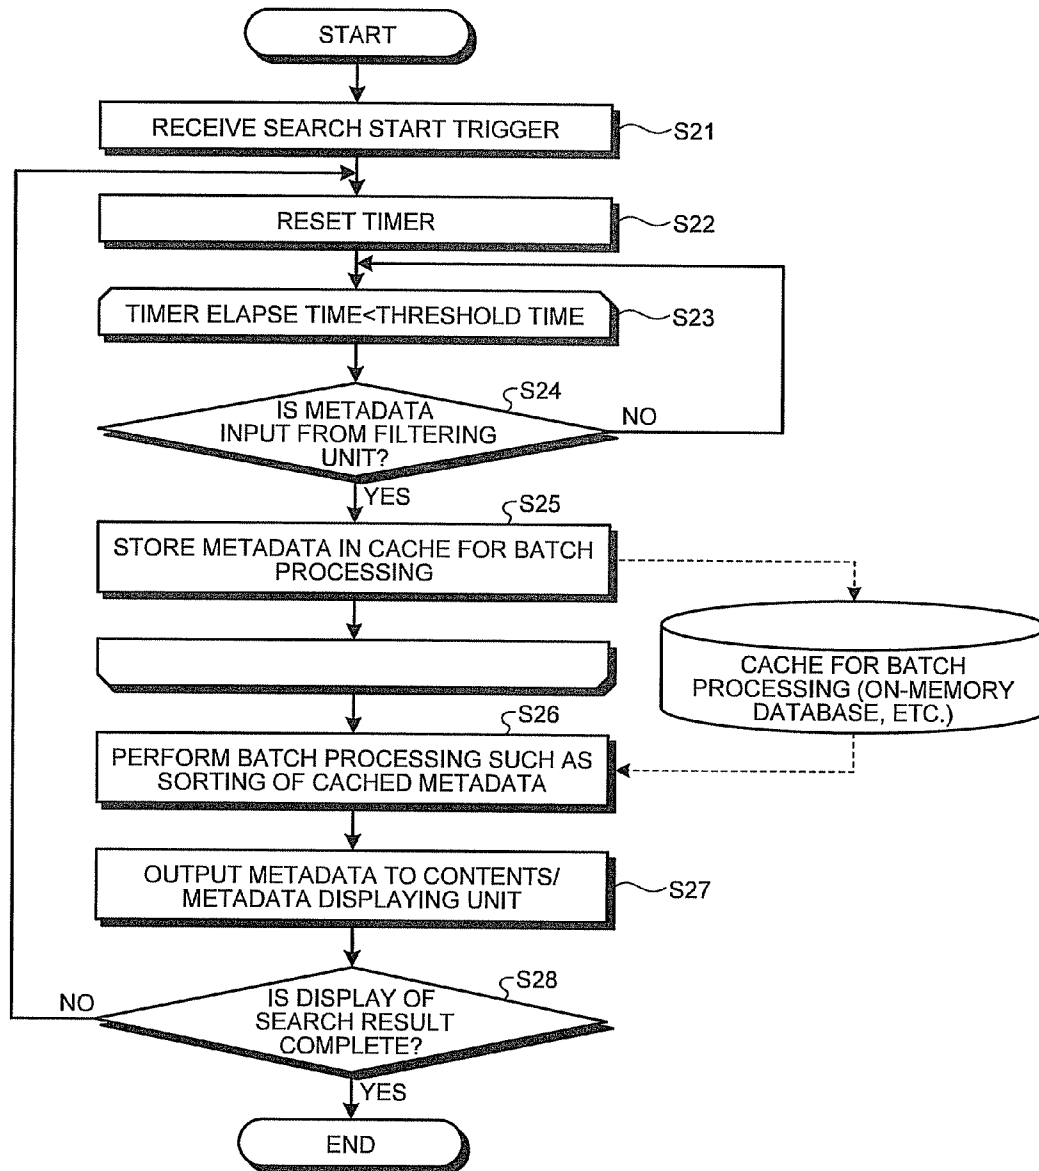 START
RECEIVE SEARCH START TRIGGER
S21
RESET TIMER
S22
TIMER ELAPSE TIME<THRESHOLD TIME
S23
S24
IS METADATA
INPUT FROM FILTERING
UNIT?
NO
YES
S25
STORE METADATA IN CACHE FOR BATCH
PROCESSING
CACHE FOR BATCH
PROCESSING (ON-MEMORY
DATABASE, ETC.)
S26
PERFORM BATCH PROCESSING SUCH AS
SORTING OF CACHED METADATA
OUTPUT METADATA TO CONTENTS/
METADATA DISPLAYING UNIT
S27
S28
IS DISPLAY OF
SEARCH RESULT
COMPLETE?
NO
YES
END